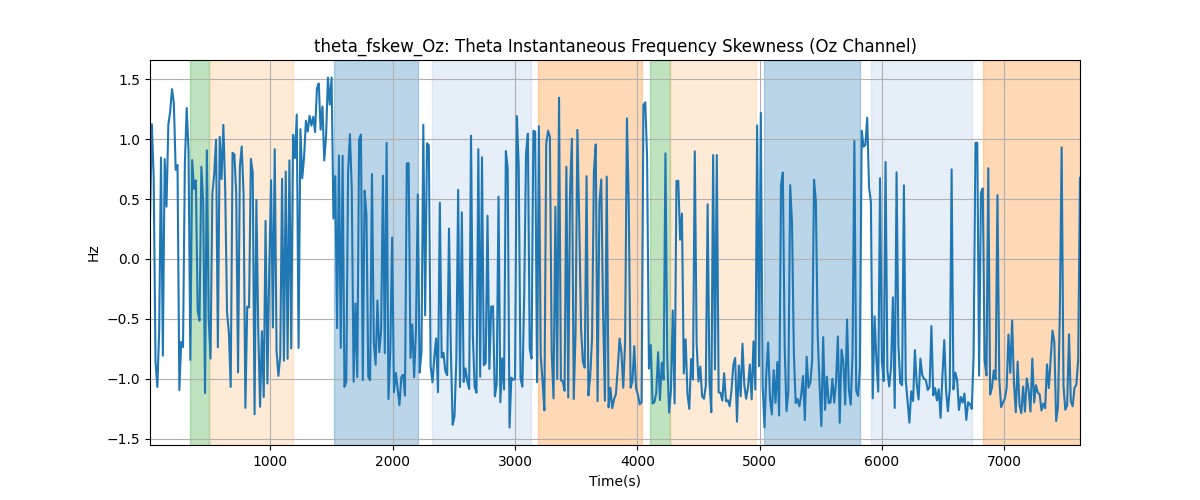 theta_fskew_Oz: Theta Instantaneous Frequency Skewness (Oz Channel)
1.5
1.0
0.5
0.0
−0.5
−1.0
−1.5
Hz
1000 2000 3000 4000 5000 6000 7000
Time(s)